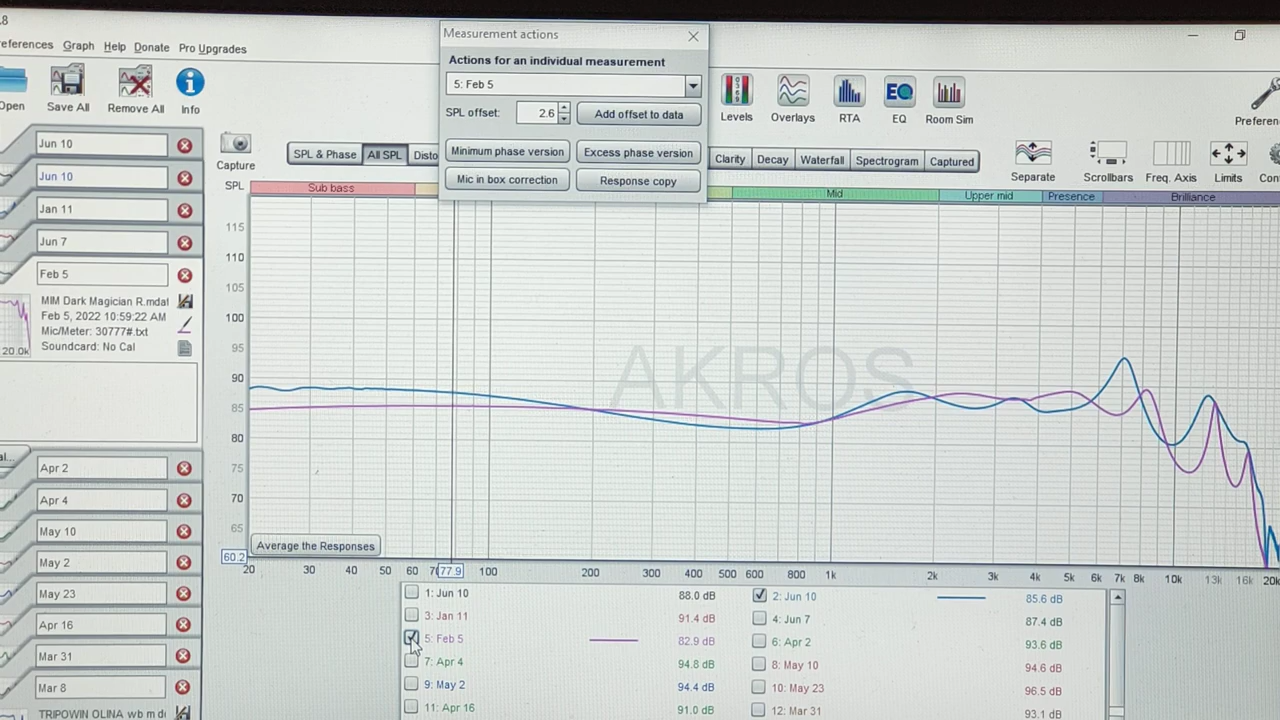 .8
Measurement actions
references Graph Help Donate Pro Upgrades
Actions for an individual measurement
5: Feb 5
SPL offset: 2.6 Add offset to data
Minimum phase version Excess phase version
Mic in box correction Response copy
Open Save All Remove All Info
Levels Overlays RTA EQ Room Sim
Capture
SPL & Phase All SPL Disto
Clarity Decay Waterfall Spectrogram Captured
Separate Scrollbars Freq. Axis Limits
Jun 10
Jun 10
Jan 11
Jun 7
Feb 5
MIM Dark Magician R.mdat
Feb 5, 2022 10:59:22 AM
Mic/Meter: 30777#.txt
Soundcard: No Cal
20.0k
al...
Apr 2
Apr 4
May 10
May 2
May 23
Apr 16
Mar 31
Mar 8
TRIPOWIN OLINA
SPL
Sub bass
Mid
Upper mid
Presence
Brilliance
115
110
105
100
95
90
85
80
75
70
65
60.2
AKROS
Average the Responses
20 30 40 50 60 77.9 100 200 300 400 500 600 800 1k 2k 3k 4k 5k 6k 7k 8k 10k 13k 16k 20k
1: Jun 10 88.0 dB 2: Jun 10 85.6 dB
3: Jan 11 91.4 dB 4: Jun 7 87.4 dB
5: Feb 5 82.9 dB 6: Apr 2 93.6 dB
7: Apr 4 94.8 dB 8: May 10 94.6 dB
9: May 2 94.4 dB 10: May 23 96.5 dB
11: Apr 16 91.0 dB 12: Mar 31 93.1 dB